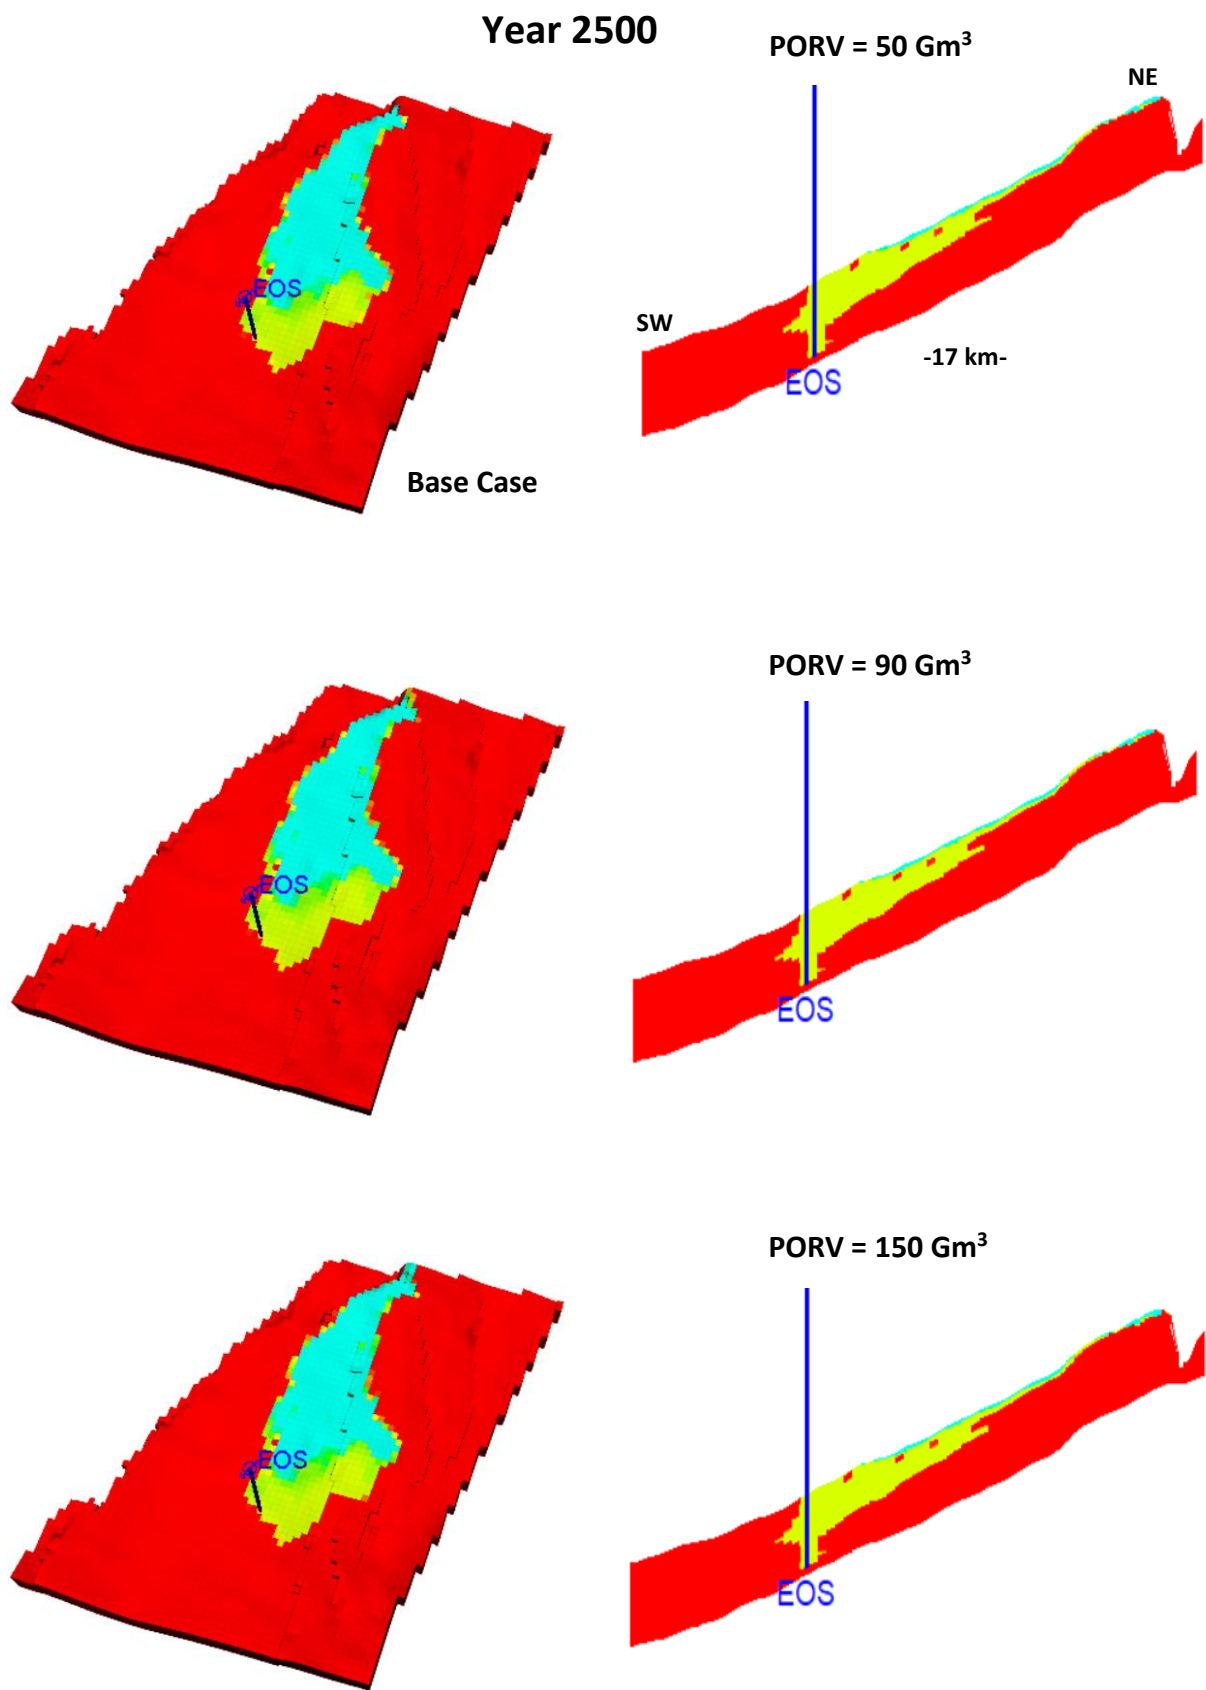 Year 2500
PORV = 50 Gm³
NE
EOS
SW
-17 km-
EOS
Base Case
PORV = 90 Gm³
EOS
EOS
PORV = 150 Gm³
EOS
EOS